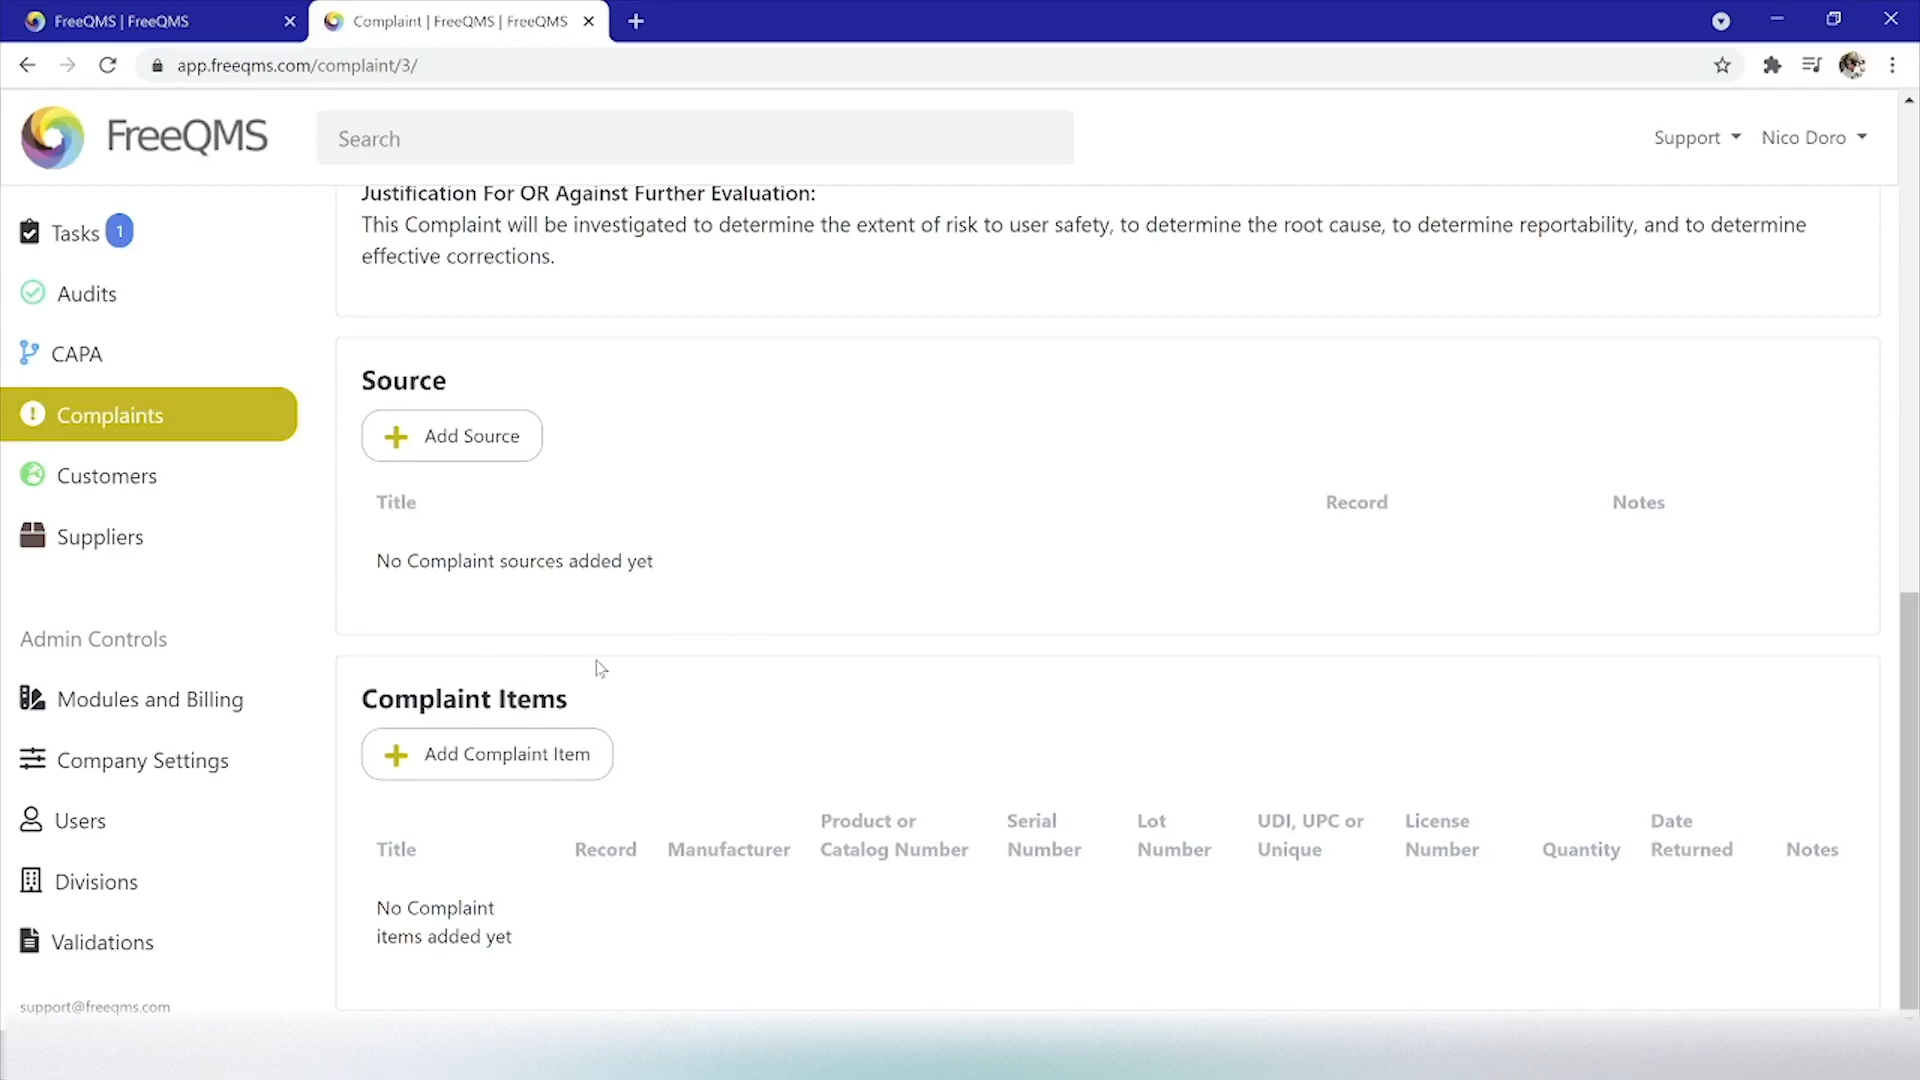 FreeQMS | FreeQMS
Complaint | FreeQMS | FreeQMS
app.freeqms.com/complaint/3/
FreeQMS
Search
Support
Nico Doro
Tasks 1
Audits
CAPA
Complaints
Customers
Suppliers
Admin Controls
Modules and Billing
Company Settings
Users
Divisions
Validations
support@freeqms.com
Justification For OR Against Further Evaluation:
This Complaint will be investigated to determine the extent of risk to user safety, to determine the root cause, to determine reportability, and to determine
effective corrections.
Source
Add Source
Title Record Notes
No Complaint sources added yet
Complaint Items
Add Complaint Item
Product or Serial Lot UDI, UPC or License Date
Title Record Manufacturer Catalog Number Number Number Unique Number Quantity Returned Notes
No Complaint
items added yet